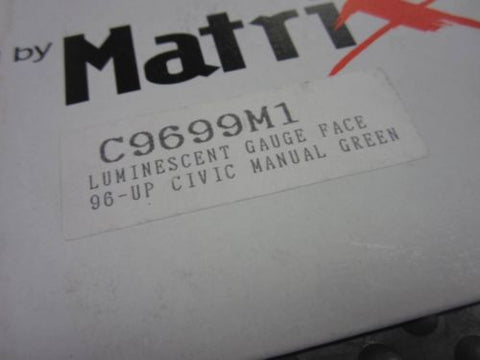 by Matrix
C9699M1
LUMINESCENT GAUGE FACE
96-UP CIVIC MANUAL GREEN